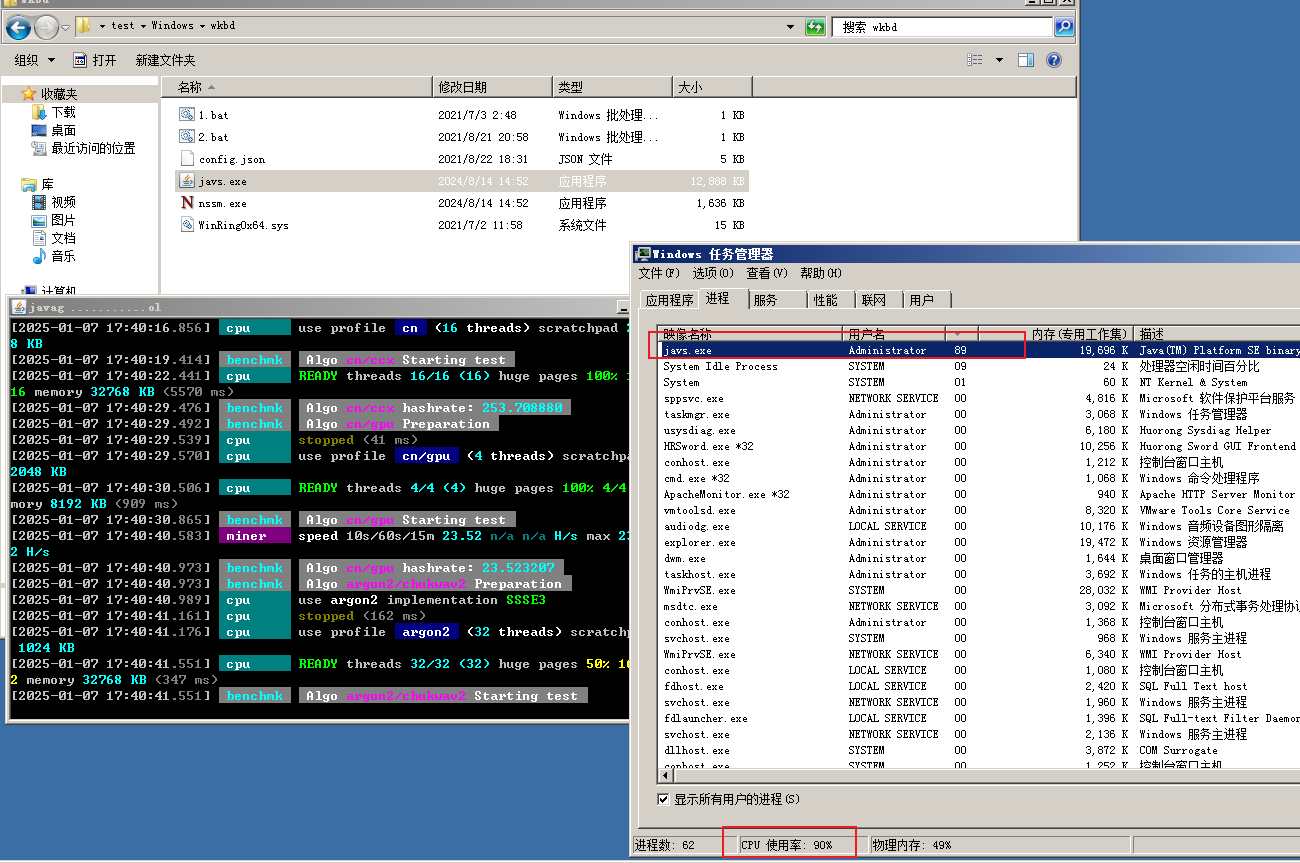 wkbd
test Windows wkbd 搜索 wkbd
组织 打开 新建文件夹
收藏夹
下载
桌面
最近访问的位置
库
视频
图片
文档
音乐
计算机
名称 修改日期 类型 大小
1.bat 2021/7/3 2:48 Windows 批处理... 1 KB
2.bat 2021/8/21 20:58 Windows 批处理... 1 KB
config.json 2021/8/22 18:31 JSON 文件 5 KB
javs.exe 2024/8/14 14:52 应用程序 12,888 KB
nssm.exe 2024/8/14 14:52 应用程序 1,636 KB
WinRing0x64.sys 2021/7/2 11:58 系统文件 15 KB
javag ...........ol
[2025-01-07 17:40:16.856] cpu use profile cn (16 threads) scratchpad 2
8 KB
[2025-01-07 17:40:19.414] benchmk Algo cn/ccx Starting test
[2025-01-07 17:40:22.441] cpu READY threads 16/16 (16) huge pages 100% 1
16 memory 32768 KB (5570 ms)
[2025-01-07 17:40:29.476] benchmk Algo cn/ccx hashrate: 253.708880
[2025-01-07 17:40:29.492] benchmk Algo cn/gpu Preparation
[2025-01-07 17:40:29.539] cpu stopped (41 ms)
[2025-01-07 17:40:29.570] cpu use profile cn/gpu (4 threads) scratchpa
2048 KB
[2025-01-07 17:40:30.506] cpu READY threads 4/4 (4) huge pages 100% 4/4
mory 8192 KB (909 ms)
[2025-01-07 17:40:30.865] benchmk Algo cn/gpu Starting test
[2025-01-07 17:40:40.583] miner speed 10s/60s/15m 23.52 n/a n/a H/s max 23
2 H/s
[2025-01-07 17:40:40.973] benchmk Algo cn/gpu hashrate: 23.523207
[2025-01-07 17:40:40.973] benchmk Algo argon2/chukwav2 Preparation
[2025-01-07 17:40:40.989] cpu use argon2 implementation SSSE3
[2025-01-07 17:40:41.161] cpu stopped (162 ms)
[2025-01-07 17:40:41.176] cpu use profile argon2 (32 threads) scratchp
1024 KB
[2025-01-07 17:40:41.551] cpu READY threads 32/32 (32) huge pages 50% 16
2 memory 32768 KB (347 ms)
[2025-01-07 17:40:41.551] benchmk Algo argon2/chukwav2 Starting test
Windows 任务管理器
文件(F) 选项(O) 查看(V) 帮助(H)
应用程序 进程 服务 性能 联网 用户
映像名称 用户名 内存(专用工作集) 描述
javs.exe Administrator 89 19,696 K Java(TM) Platform SE binary
System Idle Process SYSTEM 09 24 K 处理器空闲时间百分比
System SYSTEM 01 60 K NT Kernel & System
sppsvc.exe NETWORK SERVICE 00 4,816 K Microsoft 软件保护平台服务
taskmgr.exe Administrator 00 3,068 K Windows 任务管理器
usysdiag.exe Administrator 00 6,180 K Huorong Sysdiag Helper
HRSword.exe *32 Administrator 00 10,256 K Huorong Sword GUI Frontend
conhost.exe Administrator 00 1,212 K 控制台窗口主机
cmd.exe *32 Administrator 00 1,068 K Windows 命令处理程序
ApacheMonitor.exe *32 Administrator 00 940 K Apache HTTP Server Monitor
vmtoolsd.exe Administrator 00 8,320 K VMware Tools Core Service
audiodg.exe LOCAL SERVICE 00 10,176 K Windows 音频设备图形隔离
explorer.exe Administrator 00 19,472 K Windows 资源管理器
dwm.exe Administrator 00 1,644 K 桌面窗口管理器
taskhost.exe Administrator 00 3,692 K Windows 任务的主机进程
WmiPrvSE.exe SYSTEM 00 28,032 K WMI Provider Host
msdtc.exe NETWORK SERVICE 00 3,092 K Microsoft 分布式事务处理协
conhost.exe Administrator 00 1,368 K 控制台窗口主机
svchost.exe SYSTEM 00 968 K Windows 服务主进程
WmiPrvSE.exe NETWORK SERVICE 00 6,340 K WMI Provider Host
conhost.exe LOCAL SERVICE 00 1,080 K 控制台窗口主机
fdhost.exe LOCAL SERVICE 00 2,420 K SQL Full Text host
svchost.exe NETWORK SERVICE 00 1,960 K Windows 服务主进程
fdlauncher.exe LOCAL SERVICE 00 1,396 K SQL Full-text Filter Daemon
svchost.exe NETWORK SERVICE 00 2,136 K Windows 服务主进程
dllhost.exe SYSTEM 00 3,872 K COM Surrogate
conhost.exe SYSTEM 00 1,252 K 控制台窗口主机
显示所有用户的进程(S)
进程数: 62 CPU 使用率: 90% 物理内存: 49%